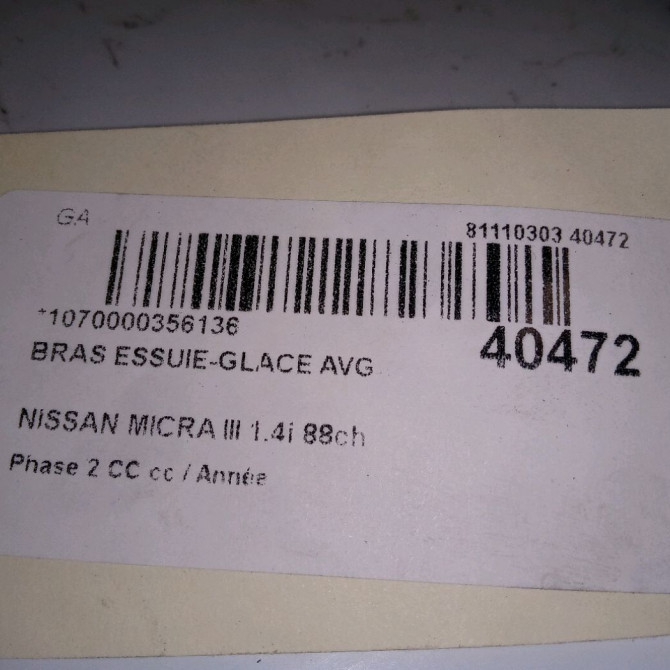 G.4
81110303 40472
*1070000356136
40472
BRAS ESSUIE-GLACE AVG
NISSAN MICRA III 1.4i 88ch
Phase 2 CC cc / Année